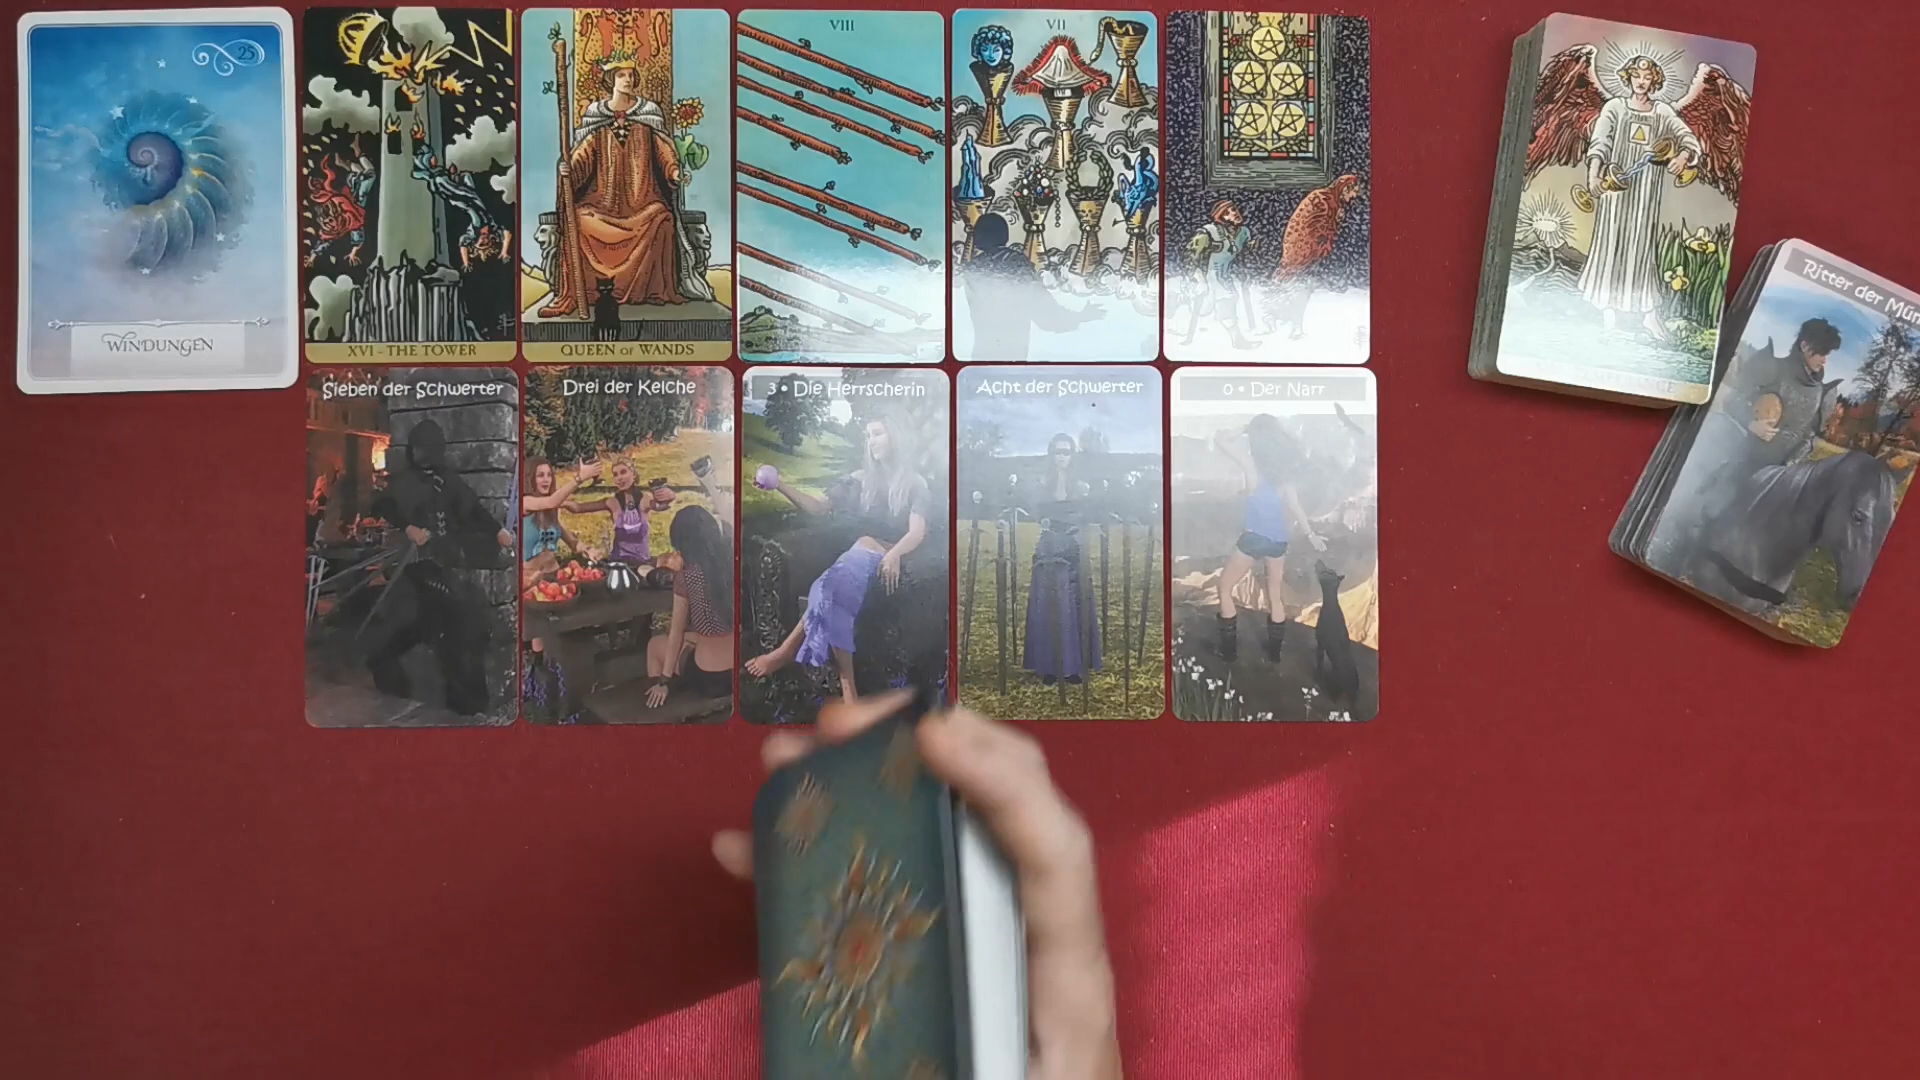 25
WINDUNGEN
XVI - THE TOWER
QUEEN OF WANDS
VIII
VII
V
Sieben der Schwerter
Drei der Kelche
3 • Die Herrscherin
Acht der Schwerter
0 • Der Narr
Ritter der